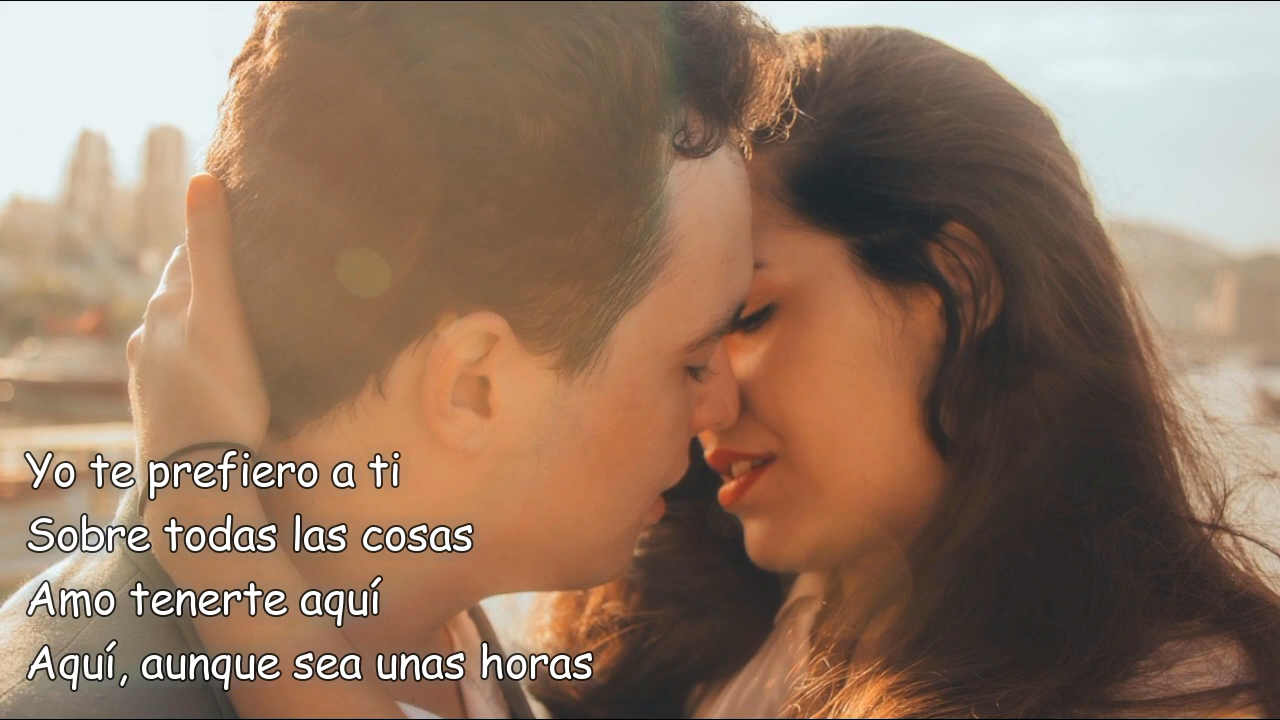 Yo te prefiero a ti
Sobre todas las cosas
Amo tenerte aquí
Aquí, aunque sea unas horas